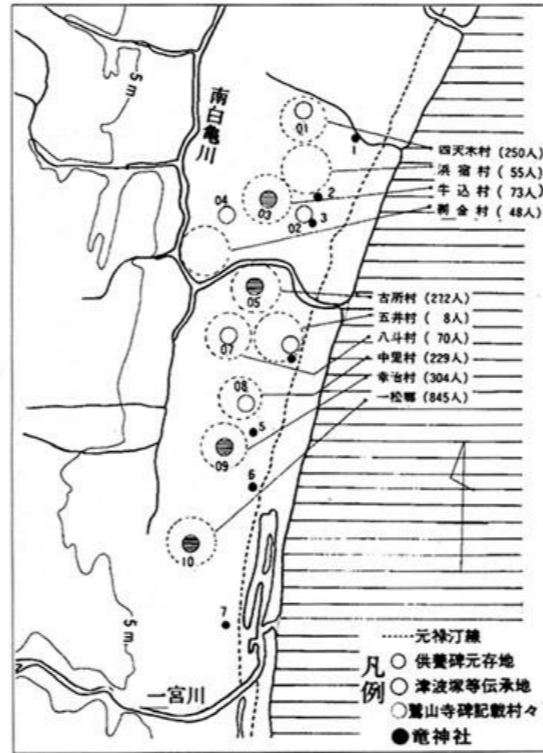 5m
南白亀川
01
1
四天木村(250人)
浜宿村( 55人)
牛込村( 73人)
剃金村( 48人)
04
03
2
02
3
古所村(272人)
五井村( 8人)
八斗村( 70人)
中里村(229人)
幸治村(304人)
一松郷(845人)
05
07
08
5
09
6
10
7
5m
一宮川
凡例
元禄汀線
供養碑元存地
津波塚等伝承地
鷲山寺碑記載村々
竜神社